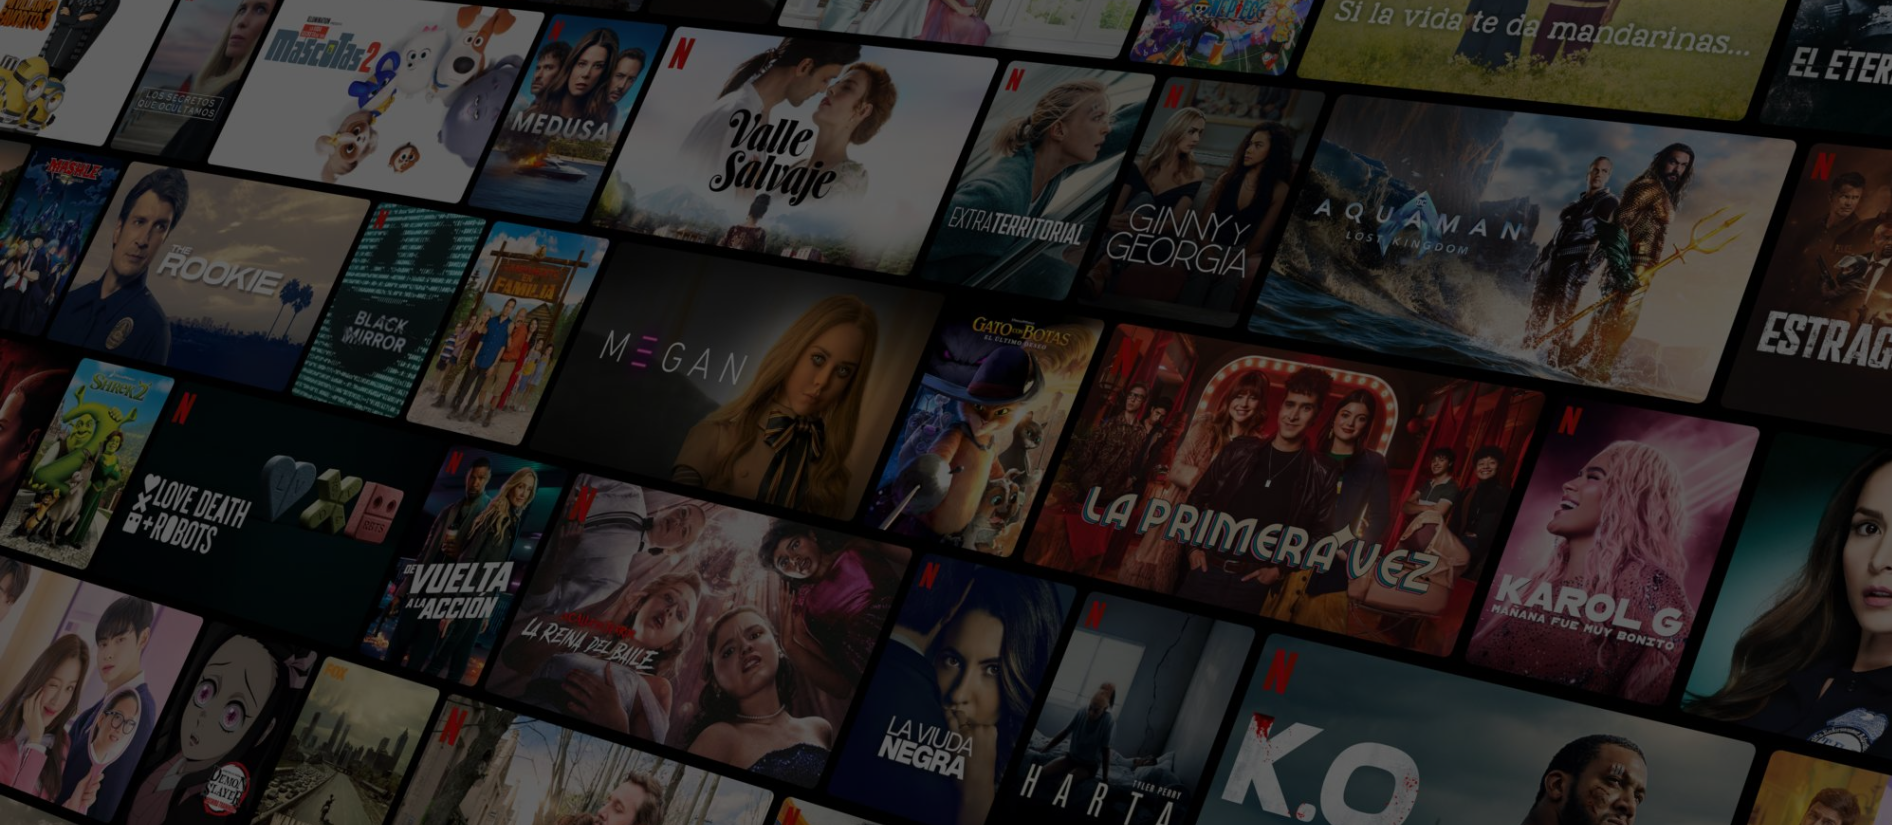 LOS SECRETOS
QUE OCULTAMOS
MASCOTAS 2
MEDUSA
Valle
Salvaje
EXTRATERRITORIAL
GINNY Y
GEORGIA
Si la vida te da mandarinas...
EL ETER
AQUAMAN
LOST KINGDOM
ESTRAG
MASHLE
THE
ROOKIE
BLACK
MIRROR
FAMILIA
M3GAN
GATO CON BOTAS
EL ÚLTIMO DESEO
LA PRIMERA VEZ
KAROL G
MAÑANA FUE MUY BONITO
SHREK 2
LOVE DEATH
+ ROBOTS
DE VUELTA
A LA ACCIÓN
LA REINA DEL BAILE
LA VIUDA
NEGRA
TYLER PERRY
HARTA
K.O
DEMON
SLAYER
FOX